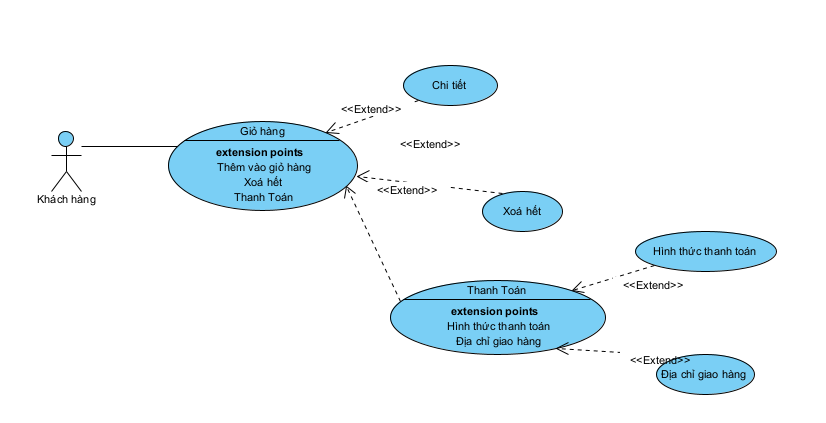 Chi tiết
<<Extend>>
Giỏ hàng
extension points
Thêm vào giỏ hàng
Xoá hết
Thanh Toán
<<Extend>>
Khách hàng
<<Extend>>
Xoá hết
Hình thức thanh toán
<<Extend>>
Thanh Toán
extension points
Hình thức thanh toán
Địa chỉ giao hàng
<<Extend>>
Địa chỉ giao hàng